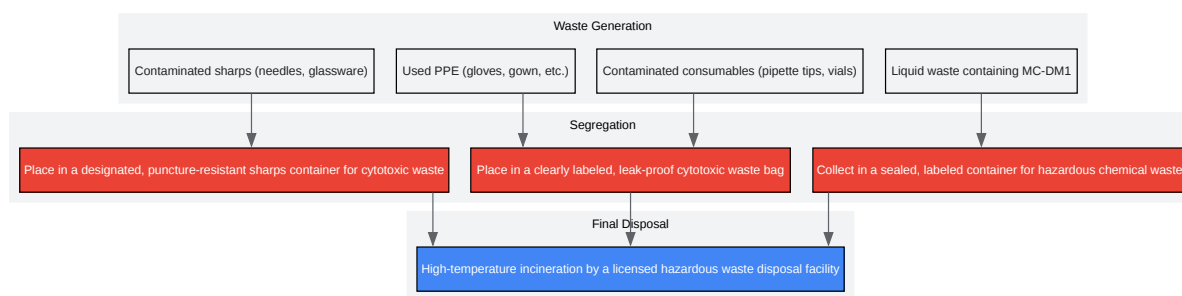 Waste Generation
Contaminated sharps (needles, glassware)
Used PPE (gloves, gown, etc.)
Contaminated consumables (pipette tips, vials)
Liquid waste containing MC-DM1
Segregation
Place in a designated, puncture-resistant sharps container for cytotoxic waste
Place in a clearly labeled, leak-proof cytotoxic waste bag
Collect in a sealed, labeled container for hazardous chemical waste
Final Disposal
High-temperature incineration by a licensed hazardous waste disposal facility